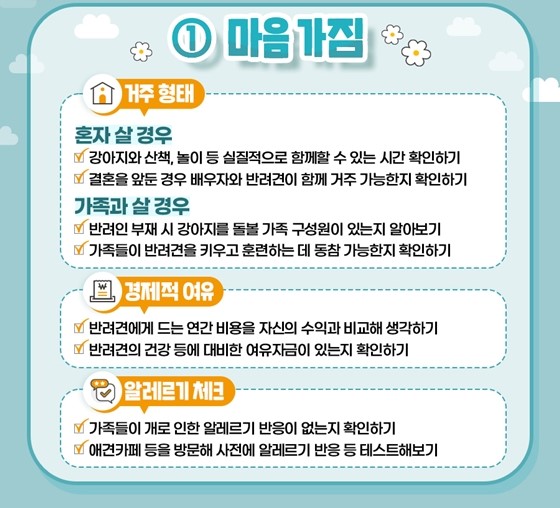 ① 마음가짐
거주 형태
혼자 살 경우
강아지와 산책, 놀이 등 실질적으로 함께할 수 있는 시간 확인하기
결혼을 앞둔 경우 배우자와 반려견이 함께 거주 가능한지 확인하기
가족과 살 경우
반려인 부재 시 강아지를 돌볼 가족 구성원이 있는지 알아보기
가족들이 반려견을 키우고 훈련하는 데 동참 가능한지 확인하기
₩
경제적 여유
반려견에게 드는 연간 비용을 자신의 수익과 비교해 생각하기
반려견의 건강 등에 대비한 여유자금이 있는지 확인하기
알레르기 체크
가족들이 개로 인한 알레르기 반응이 없는지 확인하기
애견카페 등을 방문해 사전에 알레르기 반응 등 테스트해보기